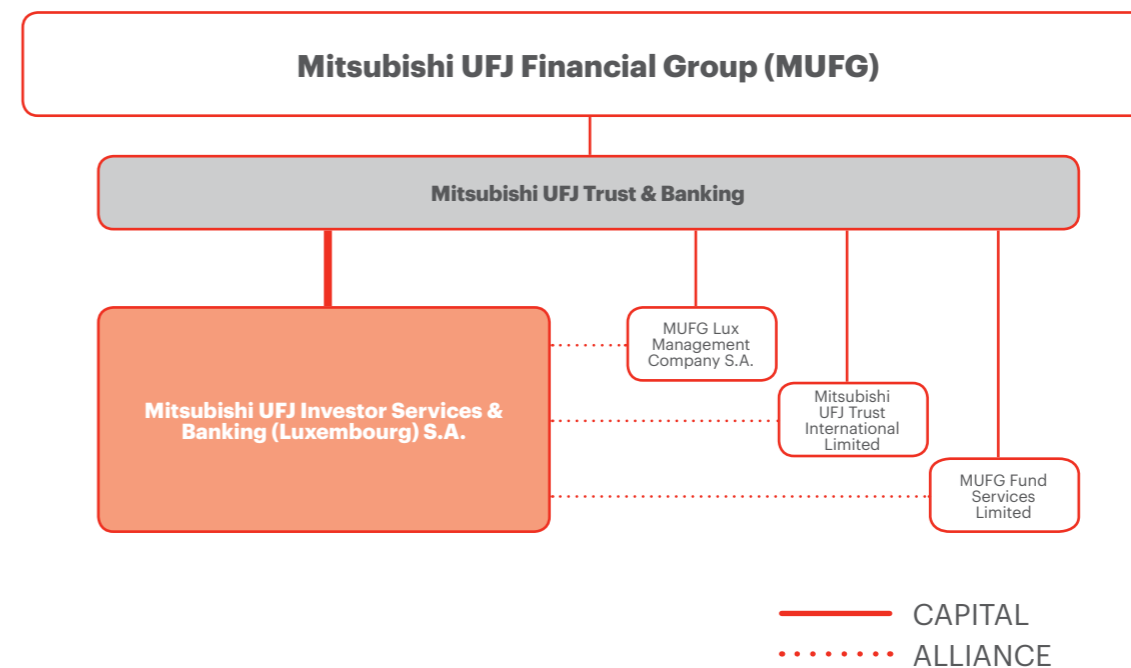 Mitsubishi UFJ Financial Group (MUFG)
Mitsubishi UFJ Trust & Banking
Mitsubishi UFJ Investor Services &
Banking (Luxembourg) S.A.
MUFG Lux
Management
Company S.A.
Mitsubishi
UFJ Trust
International
Limited
MUFG Fund
Services
Limited
CAPITAL
ALLIANCE